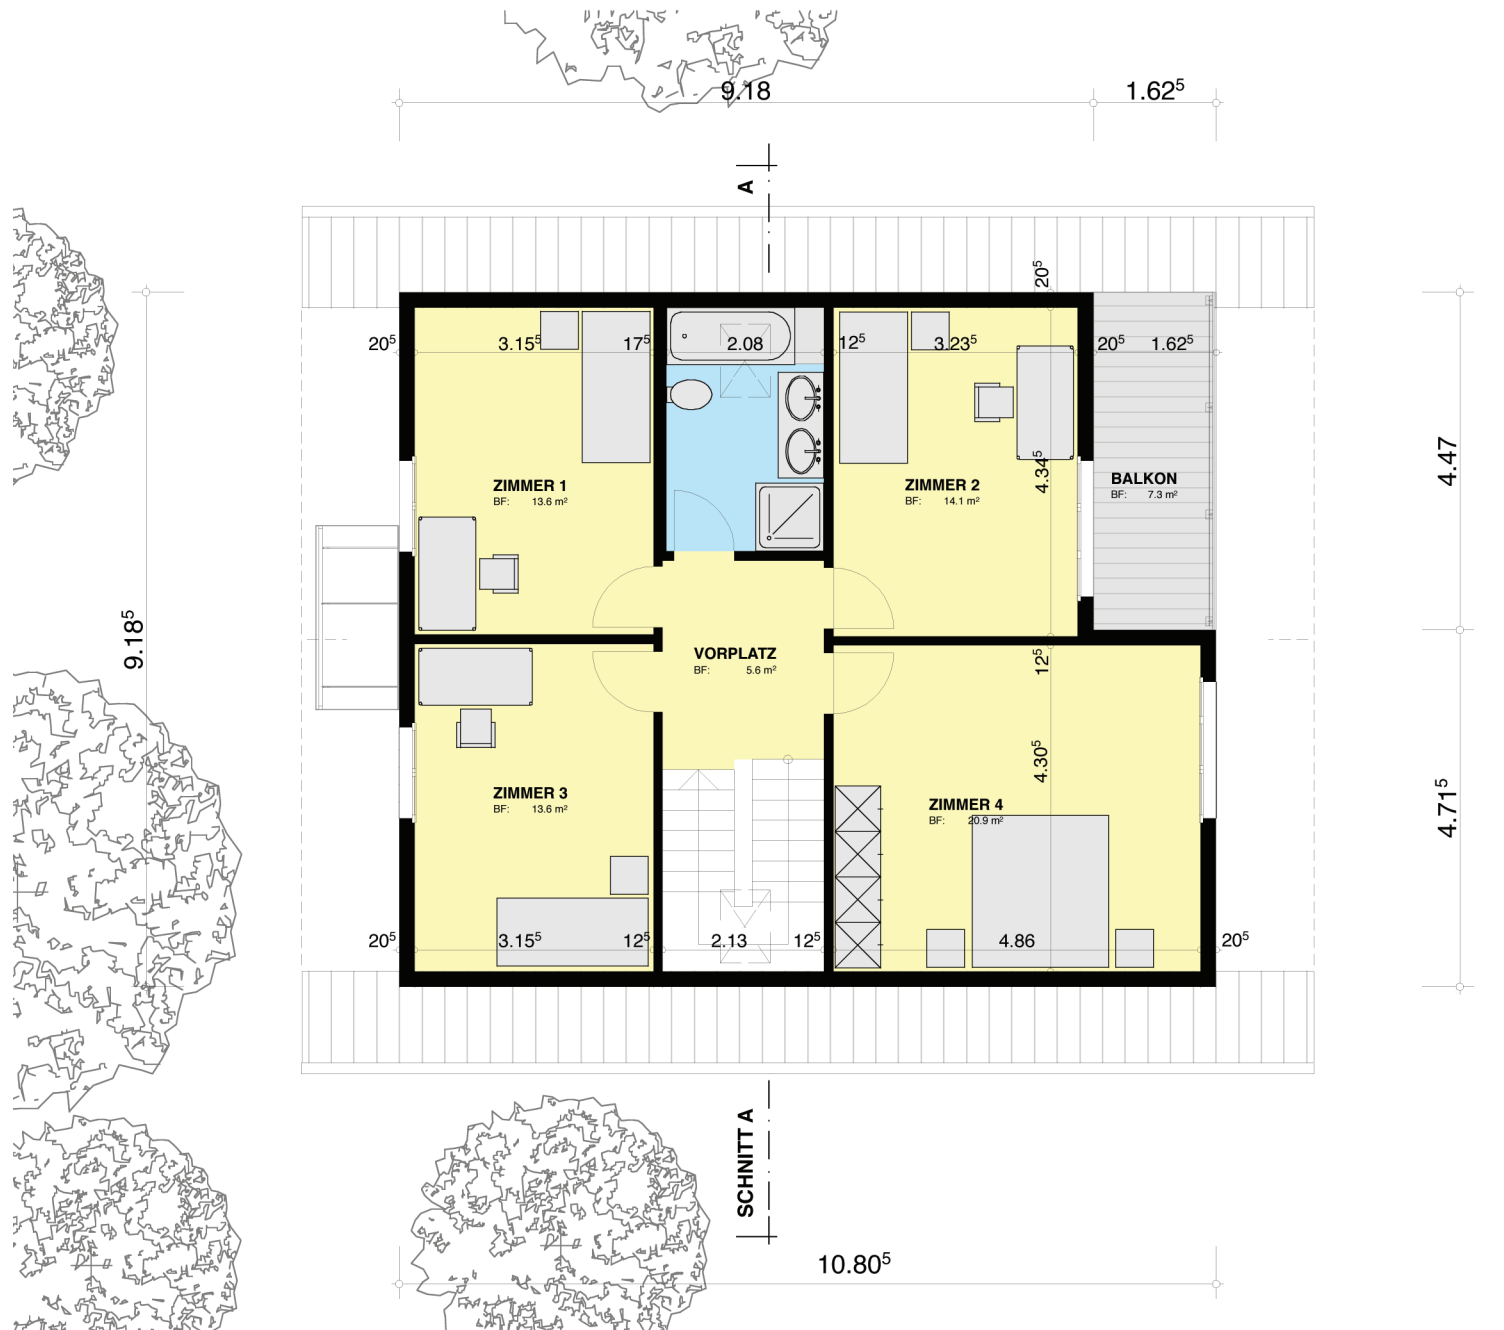 9.18
1.62⁵
A
20⁵
20⁵
3.15⁵
17⁵
2.08
12⁵
3.23⁵
20⁵
1.62⁵
4.34⁵
4.47
ZIMMER 1
BF: 13.6 m²
ZIMMER 2
BF: 14.1 m²
BALKON
BF: 7.3 m²
9.18⁵
VORPLATZ
BF: 5.6 m²
12⁵
4.30⁵
4.71⁵
ZIMMER 3
BF: 13.6 m²
ZIMMER 4
BF: 20.9 m²
20⁵
3.15⁵
12⁵
2.13
12⁵
4.86
20⁵
SCHNITT A
10.80⁵